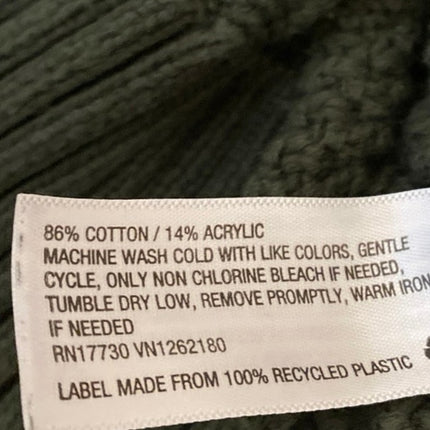 86% COTTON / 14% ACRYLIC
MACHINE WASH COLD WITH LIKE COLORS, GENTLE
CYCLE, ONLY NON CHLORINE BLEACH IF NEEDED,
TUMBLE DRY LOW, REMOVE PROMPTLY, WARM IRON
IF NEEDED
RN17730 VN1262180
LABEL MADE FROM 100% RECYCLED PLASTIC